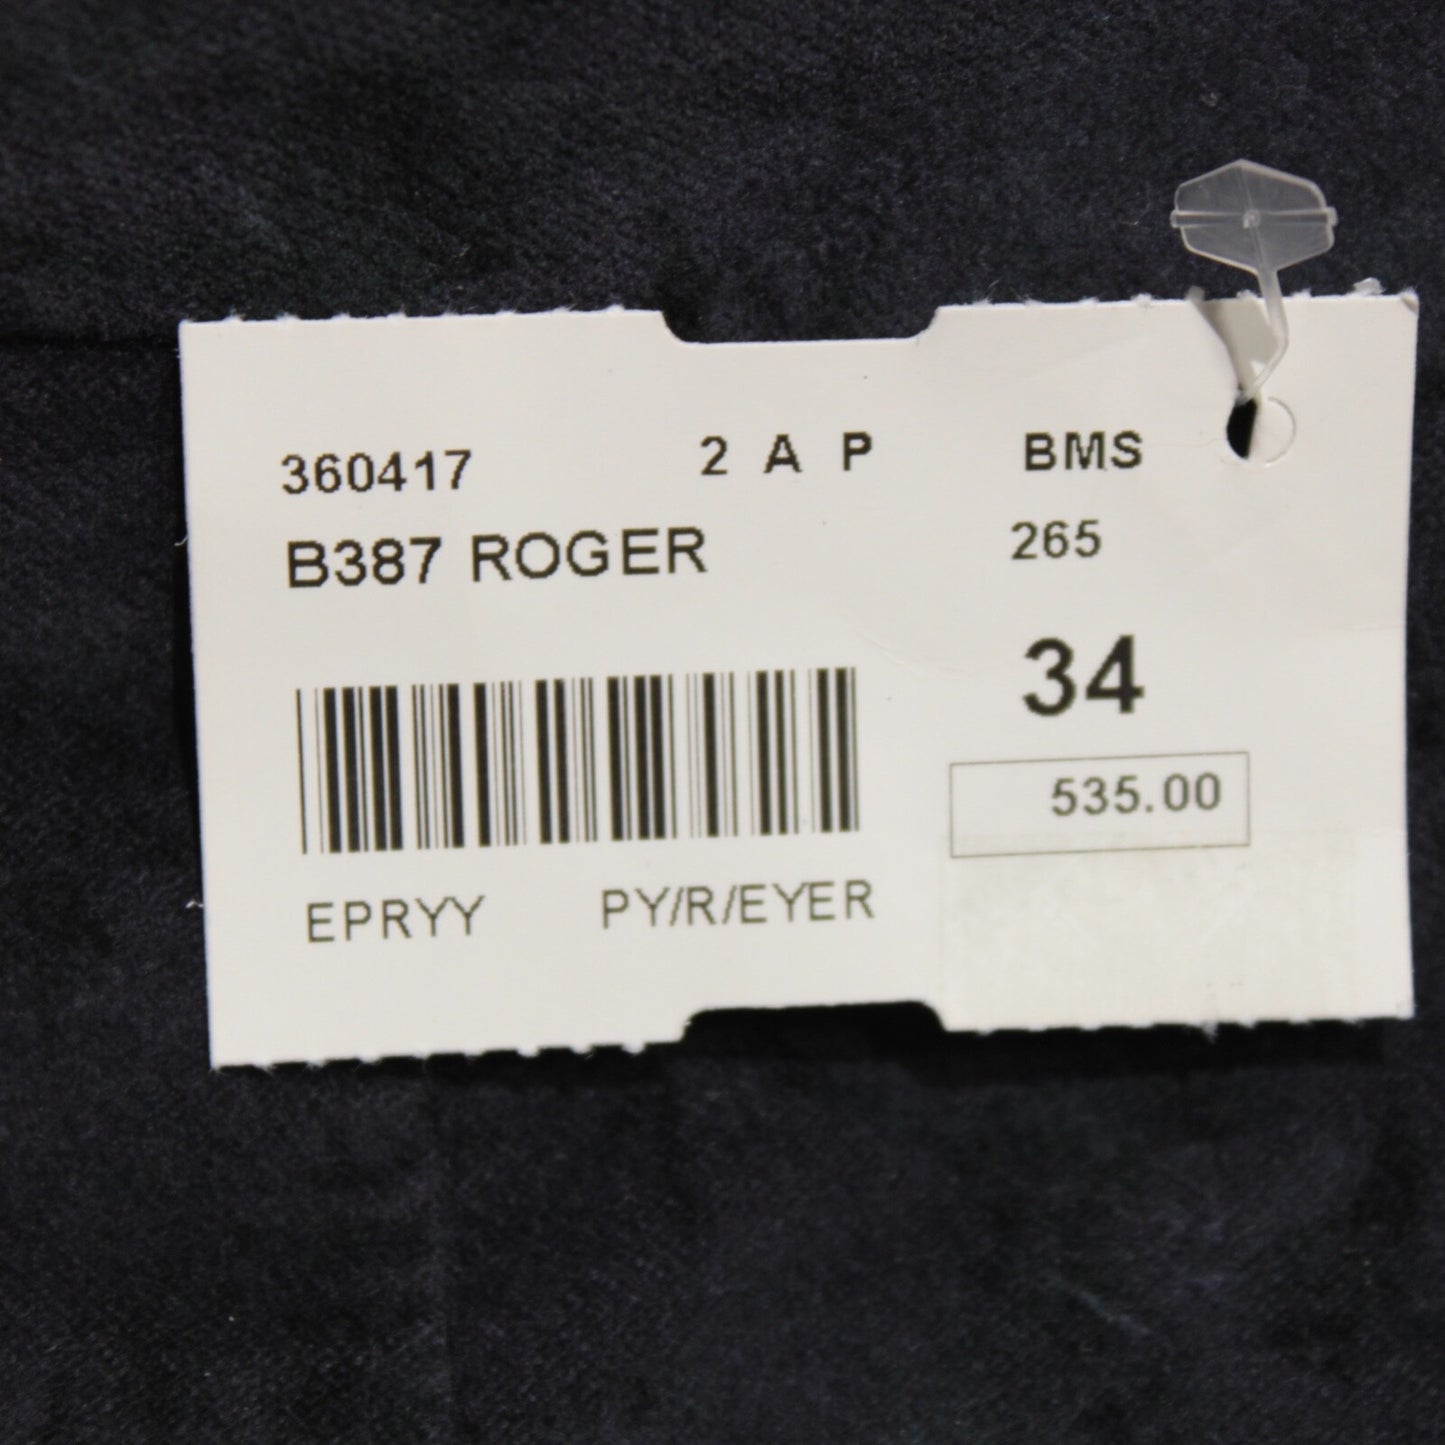 360417 2 A P BMS
B387 ROGER 265
34
535.00
EPRYY PY/R/EYER